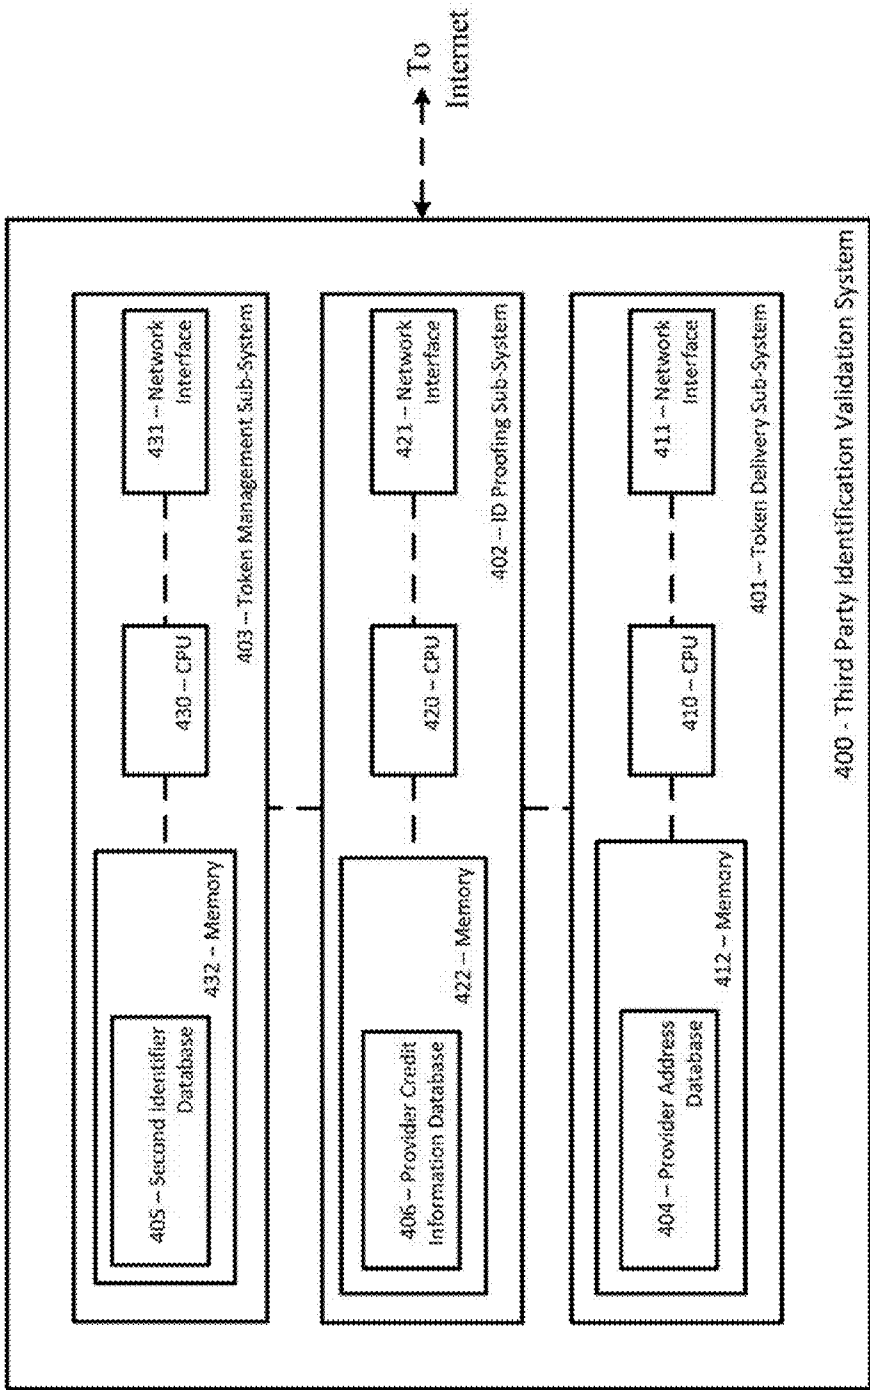 405 – Second Identifier
Database
432 – Memory
430 – CPU
431 – Network
Interface
403 – Token Management Sub-System
406 – Provider Credit
Information Database
422 – Memory
420 – CPU
421 – Network
Interface
402 – ID Proofing Sub-System
To
Internet
404 – Provider Address
Database
412 – Memory
410 – CPU
411 – Network
Interface
401 – Token Delivery Sub-System
400 - Third Party Identification Validation System